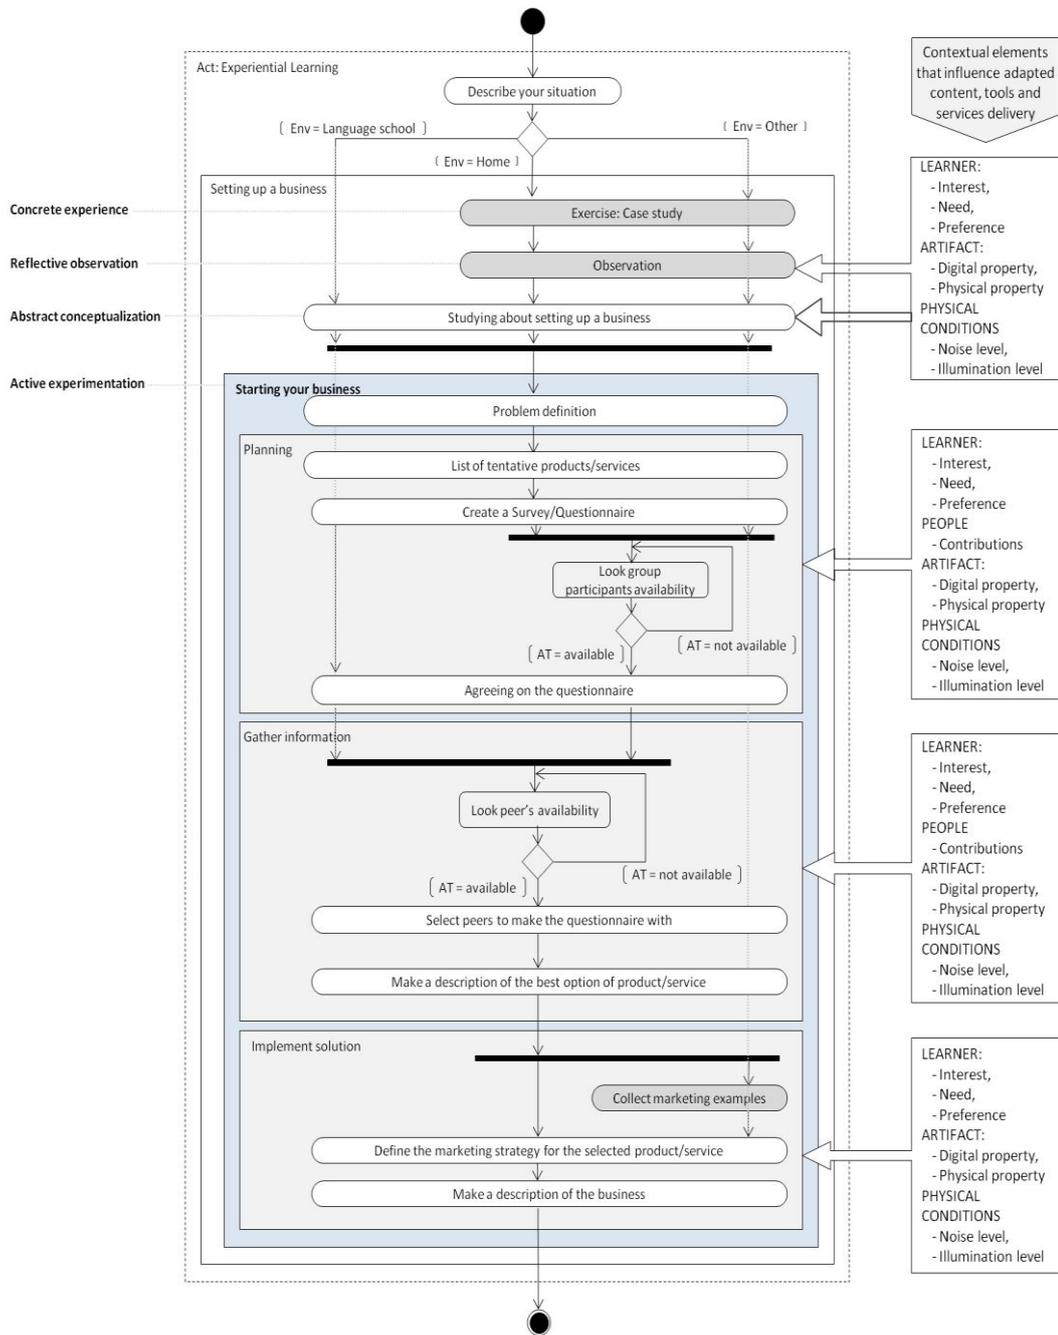 Act: Experiential Learning
Describe your situation
{ Env = Language school }
{ Env = Home }
{ Env = Other }
Setting up a business
Concrete experience
Exercise: Case study
Reflective observation
Observation
Abstract conceptualization
Studying about setting up a business
Active experimentation
Starting your business
Problem definition
Planning
List of tentative products/services
Create a Survey/Questionnaire
Look group
participants availability
{ AT = available }
{ AT = not available }
Agreeing on the questionnaire
Gather information
Look peer's availability
{ AT = available }
{ AT = not available }
Select peers to make the questionnaire with
Make a description of the best option of product/service
Implement solution
Collect marketing examples
Define the marketing strategy for the selected product/service
Make a description of the business
Contextual elements
that influence adapted
content, tools and
services delivery
LEARNER:
- Interest,
- Need,
- Preference
ARTIFACT:
- Digital property,
- Physical property
PHYSICAL
CONDITIONS
- Noise level,
- Illumination level
LEARNER:
- Interest,
- Need,
- Preference
PEOPLE
- Contributions
ARTIFACT:
- Digital property,
- Physical property
PHYSICAL
CONDITIONS
- Noise level,
- Illumination level
LEARNER:
- Interest,
- Need,
- Preference
PEOPLE
- Contributions
ARTIFACT:
- Digital property,
- Physical property
PHYSICAL
CONDITIONS
- Noise level,
- Illumination level
LEARNER:
- Interest,
- Need,
- Preference
ARTIFACT:
- Digital property,
- Physical property
PHYSICAL
CONDITIONS
- Noise level,
- Illumination level